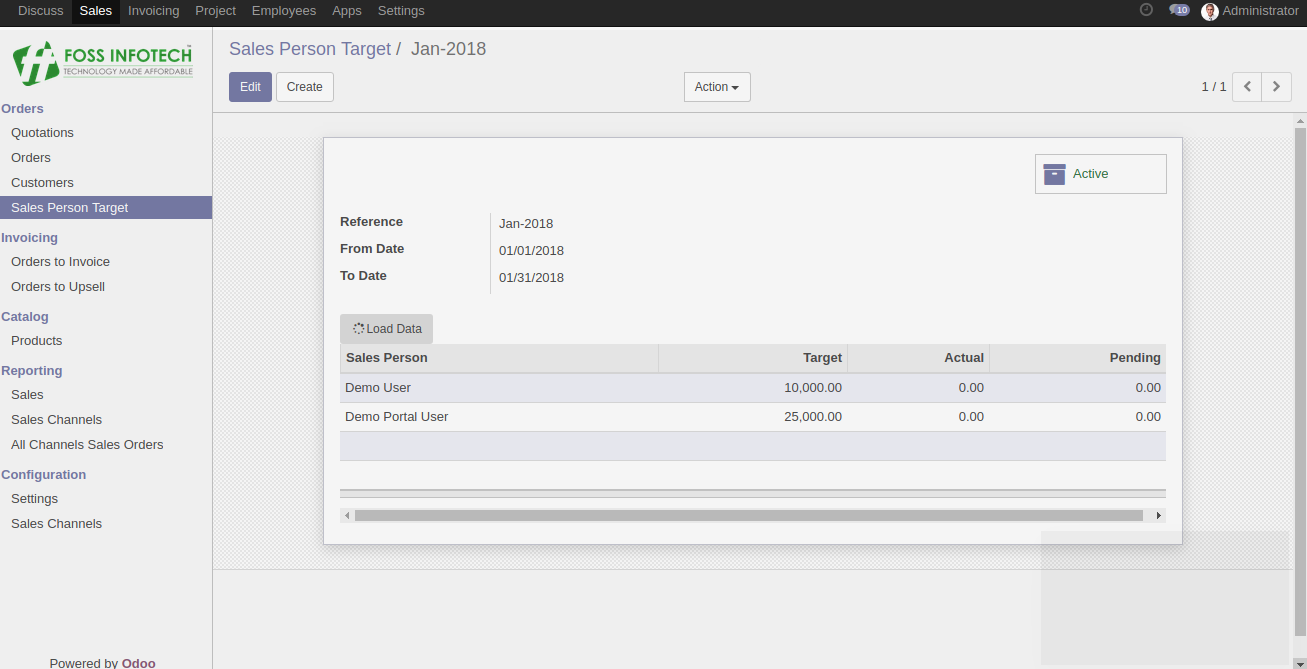 Discuss Sales Invoicing Project Employees Apps Settings 10 Administrator
FOSS INFOTECH™
TECHNOLOGY MADE AFFORDABLE
Orders
Quotations
Orders
Customers
Sales Person Target
Invoicing
Orders to Invoice
Orders to Upsell
Catalog
Products
Reporting
Sales
Sales Channels
All Channels Sales Orders
Configuration
Settings
Sales Channels
Powered by Odoo
Sales Person Target / Jan-2018
Edit Create Action 1 / 1
Active
Reference Jan-2018
From Date 01/01/2018
To Date 01/31/2018
Load Data
Sales Person Target Actual Pending
Demo User 10,000.00 0.00 0.00
Demo Portal User 25,000.00 0.00 0.00